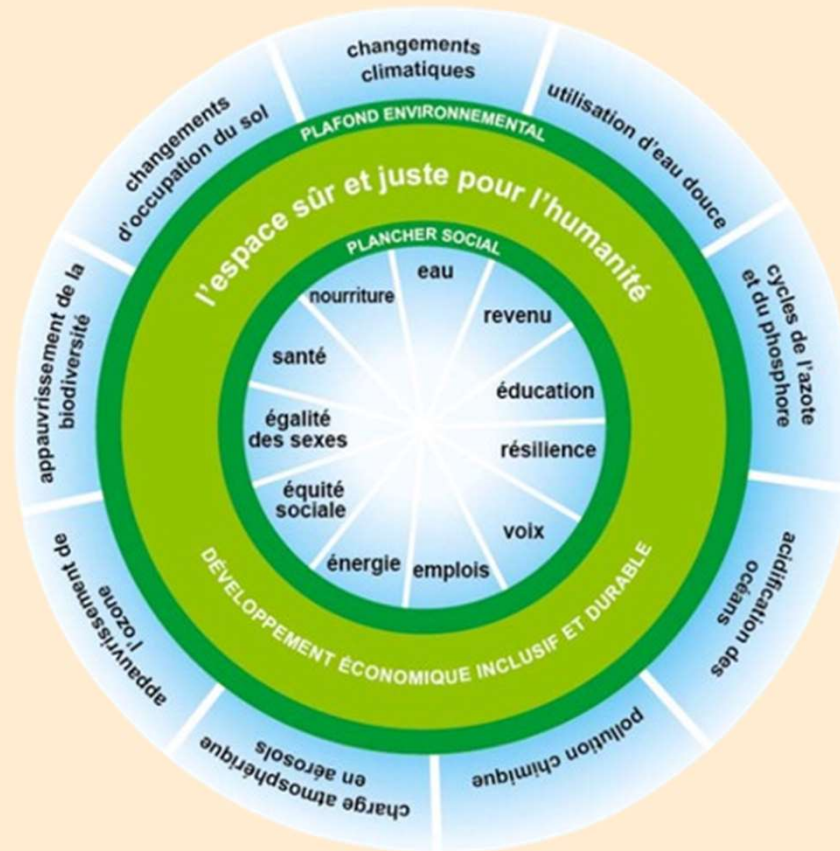 changements
climatiques
utilisation d'eau douce
cycles de l'azote
et du phosphore
acidification des
océans
pollution chimique
charge atmosphérique
en aérosols
appauvrissement de
l'ozone
appauvrissement de la
biodiversité
changements
d'occupation du sol
PLAFOND ENVIRONNEMENTAL
l'espace sûr et juste pour l'humanité
PLANCHER SOCIAL
eau
revenu
éducation
résilience
voix
emplois
énergie
équité
sociale
égalité
des sexes
santé
nourriture
DÉVELOPPEMENT ÉCONOMIQUE INCLUSIF ET DURABLE